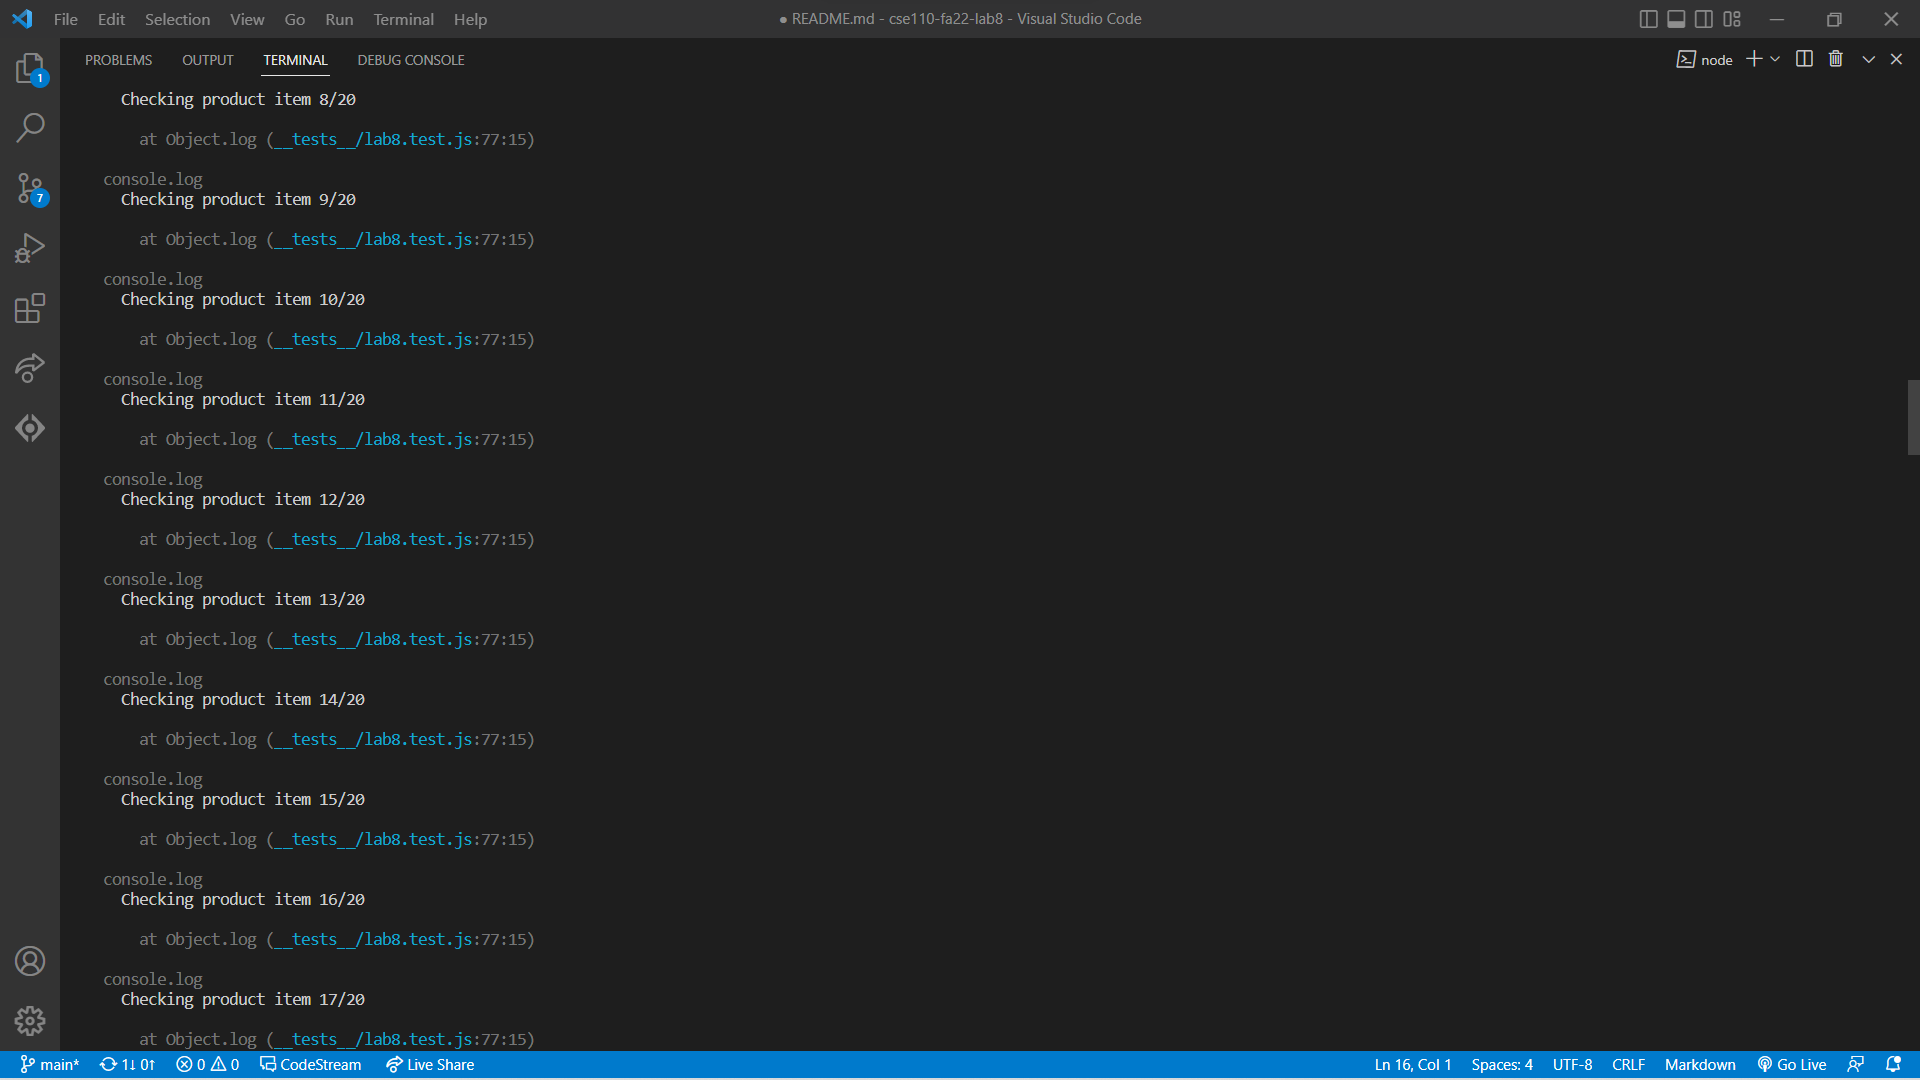 File Edit Selection View Go Run Terminal Help ● README.md - cse110-fa22-lab8 - Visual Studio Code
PROBLEMS OUTPUT TERMINAL DEBUG CONSOLE node
1
7
Checking product item 8/20
at Object.log (__tests__/lab8.test.js:77:15)
console.log
Checking product item 9/20
at Object.log (__tests__/lab8.test.js:77:15)
console.log
Checking product item 10/20
at Object.log (__tests__/lab8.test.js:77:15)
console.log
Checking product item 11/20
at Object.log (__tests__/lab8.test.js:77:15)
console.log
Checking product item 12/20
at Object.log (__tests__/lab8.test.js:77:15)
console.log
Checking product item 13/20
at Object.log (__tests__/lab8.test.js:77:15)
console.log
Checking product item 14/20
at Object.log (__tests__/lab8.test.js:77:15)
console.log
Checking product item 15/20
at Object.log (__tests__/lab8.test.js:77:15)
console.log
Checking product item 16/20
at Object.log (__tests__/lab8.test.js:77:15)
console.log
Checking product item 17/20
at Object.log (__tests__/lab8.test.js:77:15)
main* 1↓ 0↑ 0 0 CodeStream Live Share Ln 16, Col 1 Spaces: 4 UTF-8 CRLF Markdown Go Live